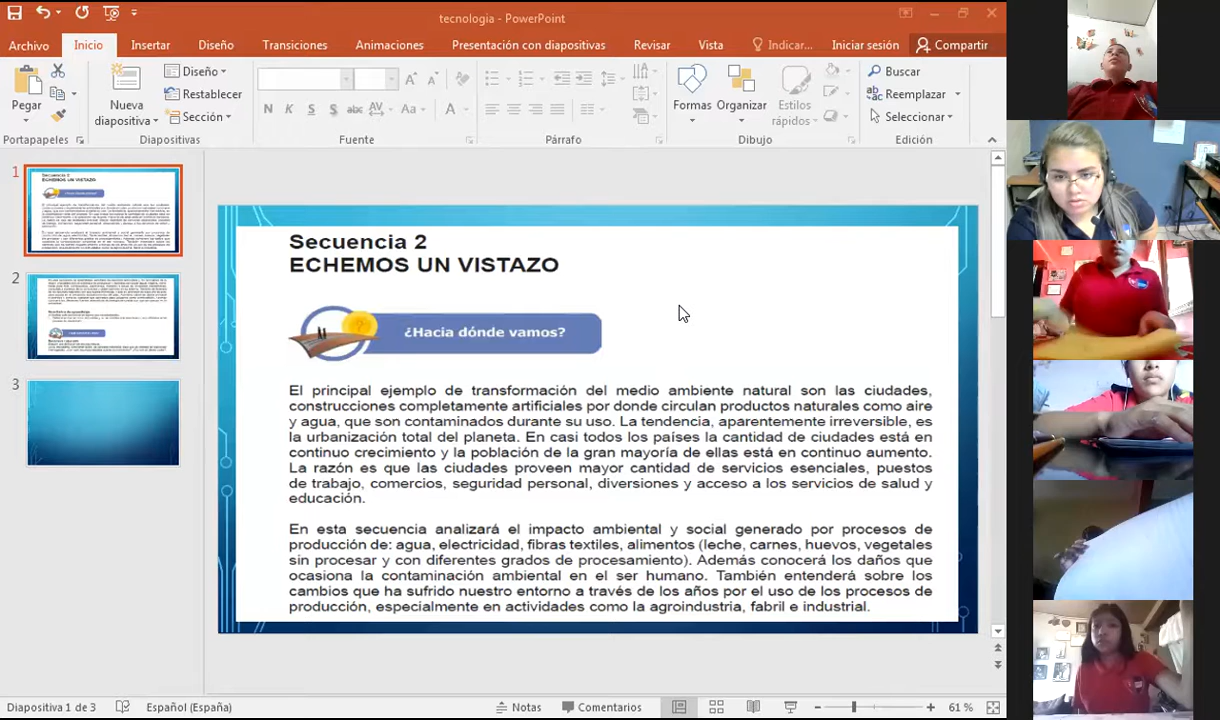 tecnologia - PowerPoint
Archivo Inicio Insertar Diseño Transiciones Animaciones Presentación con diapositivas Revisar Vista Indicar... Iniciar sesión Compartir
Pegar
Nueva diapositiva
Diseño
Restablecer
Sección
N K S S abc AV Aa A
Formas
Organizar
Estilos rápidos
Buscar
Reemplazar
Seleccionar
Portapapeles Diapositivas Fuente Párrafo Dibujo Edición
1
2
3
Secuencia 2
ECHEMOS UN VISTAZO
¿Hacia dónde vamos?
El principal ejemplo de transformación del medio ambiente natural son las ciudades,
construcciones completamente artificiales por donde circulan productos naturales como aire
y agua, que son contaminados durante su uso. La tendencia, aparentemente irreversible, es
la urbanización total del planeta. En casi todos los países la cantidad de ciudades está en
continuo crecimiento y la población de la gran mayoría de ellas está en continuo aumento.
La razón es que las ciudades proveen mayor cantidad de servicios esenciales, puestos
de trabajo, comercios, seguridad personal, diversiones y acceso a los servicios de salud y
educación.
En esta secuencia analizará el impacto ambiental y social generado por procesos de
producción de: agua, electricidad, fibras textiles, alimentos (leche, carnes, huevos, vegetales
sin procesar y con diferentes grados de procesamiento). Además conocerá los daños que
ocasiona la contaminación ambiental en el ser humano. También entenderá sobre los
cambios que ha sufrido nuestro entorno a través de los años por el uso de los procesos de
producción, especialmente en actividades como la agroindustria, fabril e industrial.
Diapositiva 1 de 3 Español (España) Notas Comentarios 61 %